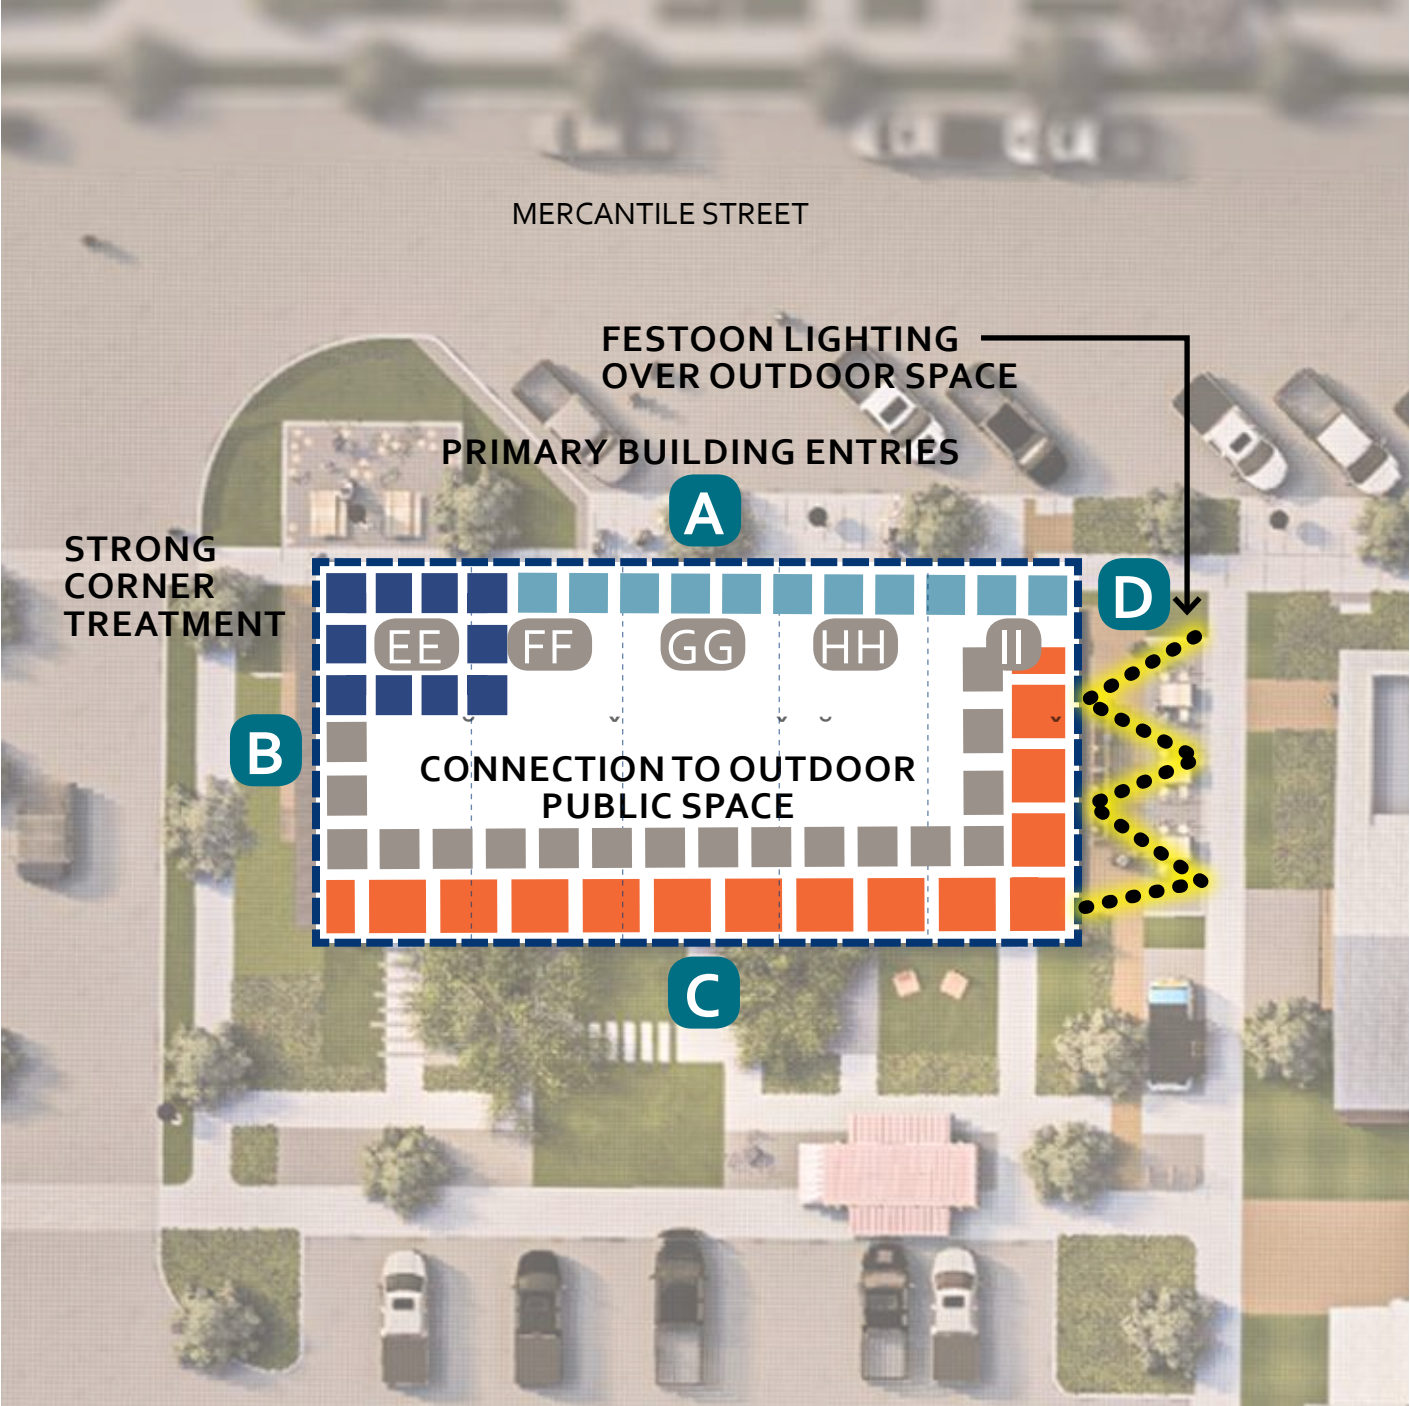 MERCANTILE STREET
FESTOON LIGHTING
OVER OUTDOOR SPACE
PRIMARY BUILDING ENTRIES
A
STRONG
CORNER
TREATMENT
D
EE
FF
GG
HH
II
B
CONNECTION TO OUTDOOR
PUBLIC SPACE
C